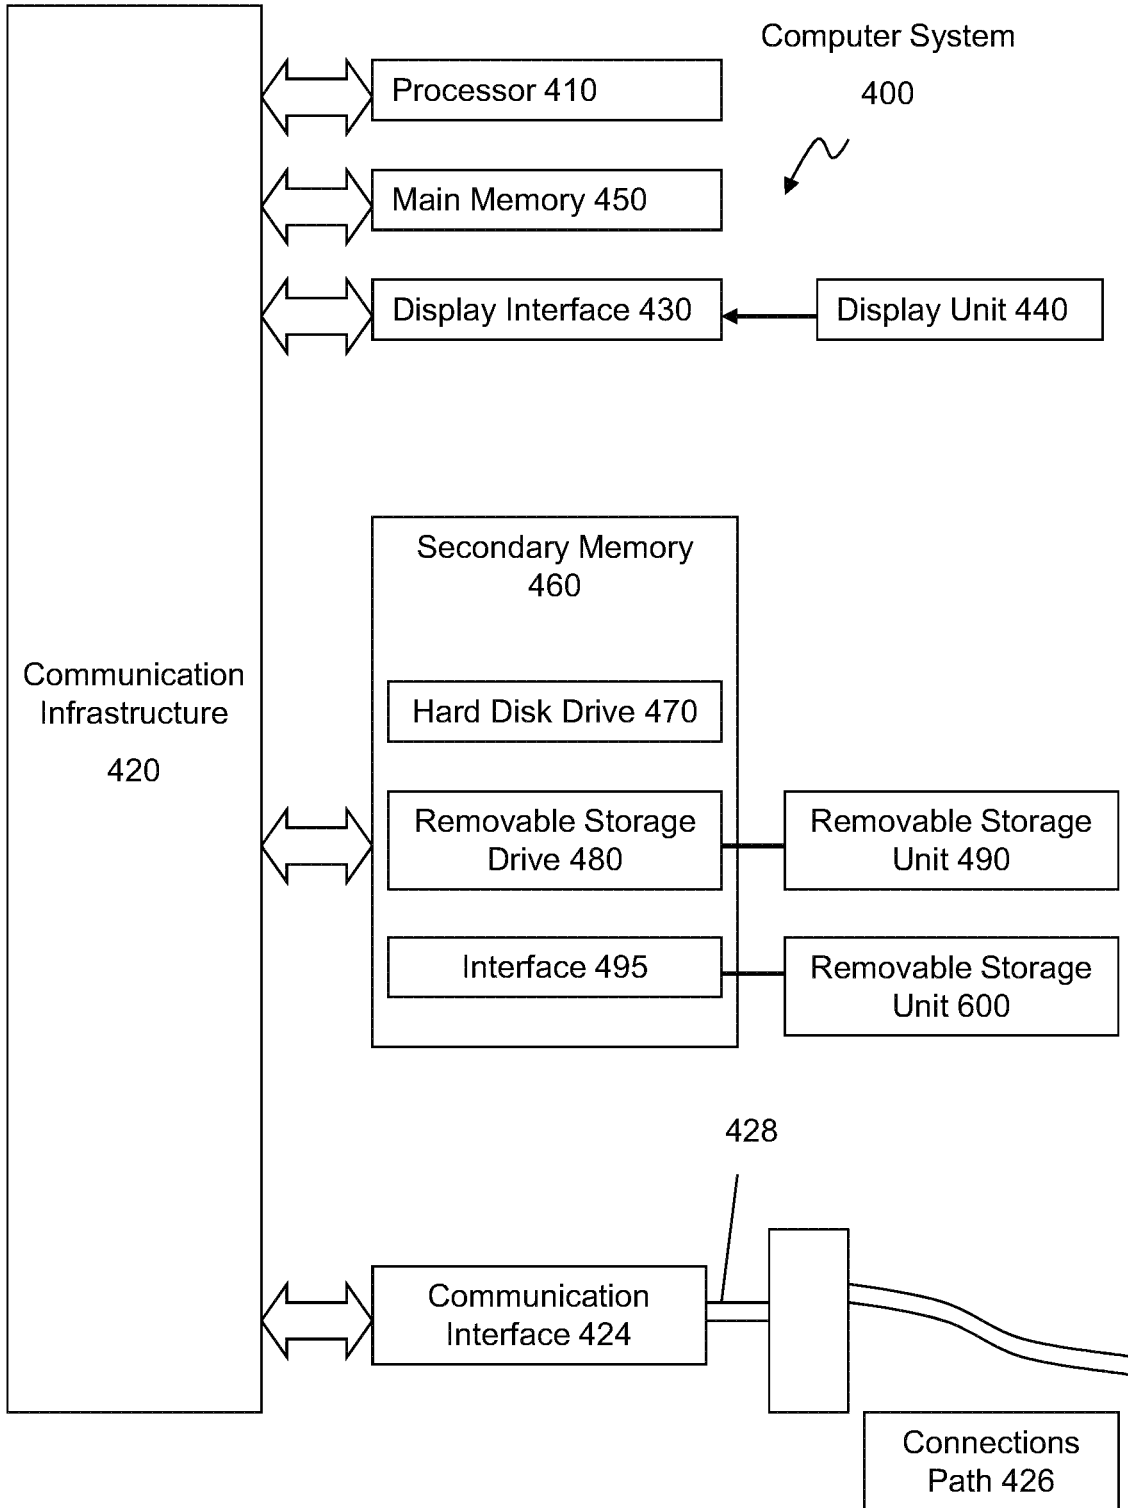 Computer System
400
Processor 410
Main Memory 450
Display Interface 430
Display Unit 440
Secondary Memory
460
Communication
Infrastructure
420
Hard Disk Drive 470
Removable Storage
Drive 480
Removable Storage
Unit 490
Interface 495
Removable Storage
Unit 600
428
Communication
Interface 424
Connections
Path 426